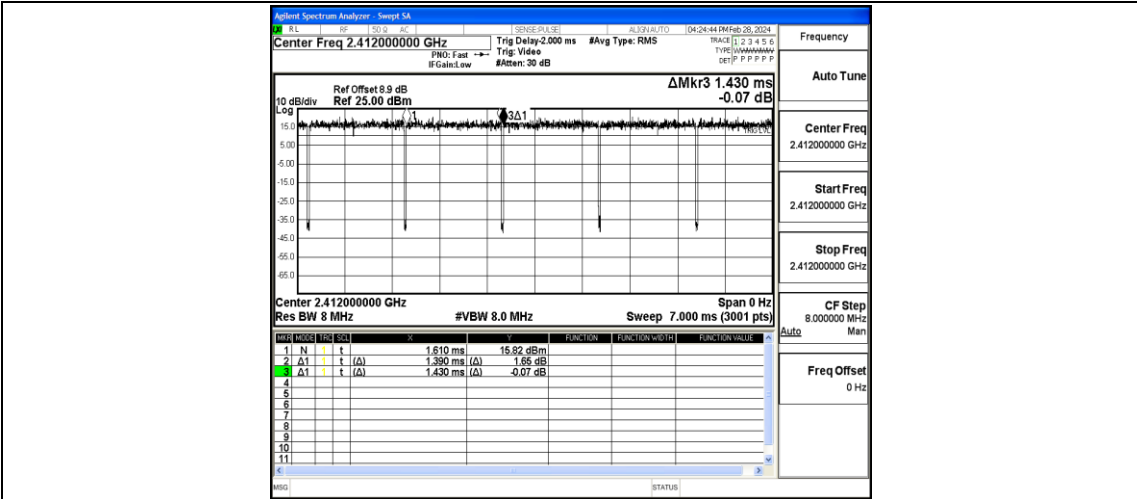 Agilent Spectrum Analyzer - Swept SA
RL RF 50 Ω AC SENSE:PULSE ALIGN AUTO 04:24:44 PM Feb 28, 2024
Center Freq 2.412000000 GHz
PNO: Fast
IFGain:Low
Trig Delay-2.000 ms
Trig: Video
#Atten: 30 dB
#Avg Type: RMS
TRACE 1 2 3 4 5 6
TYPE
DET P P P P P P
Frequency
Auto Tune
Center Freq
2.412000000 GHz
Start Freq
2.412000000 GHz
Stop Freq
2.412000000 GHz
CF Step
8.000000 MHz
Auto Man
Freq Offset
0 Hz
ΔMkr3 1.430 ms
-0.07 dB
Ref Offset 8.9 dB
10 dB/div Ref 25.00 dBm
Log
1
3Δ1
TRIG LVL
15.0
5.00
-5.00
-15.0
-25.0
-35.0
-45.0
-55.0
-65.0
Center 2.412000000 GHz Span 0 Hz
Res BW 8 MHz #VBW 8.0 MHz Sweep 7.000 ms (3001 pts)
MKR MODE TRC SCL X Y FUNCTION FUNCTION WIDTH FUNCTION VALUE
1 N 1 t 1.610 ms 15.82 dBm
2 Δ1 1 t (Δ) 1.390 ms (Δ) 1.65 dB
3 Δ1 1 t (Δ) 1.430 ms (Δ) -0.07 dB
4
5
6
7
8
9
10
11
MSG STATUS